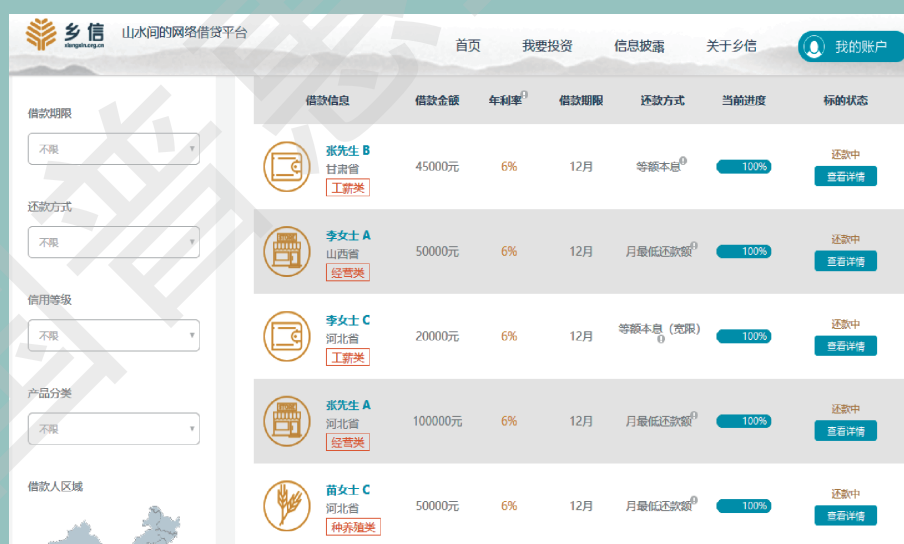 乡信
xiangxin.org.cn
山水间的网络借贷平台
首页 我要投资 信息披露 关于乡信 我的账户
借款期限
不限
还款方式
不限
信用等级
不限
产品分类
不限
借款人区域
借款信息 借款金额 年利率 借款期限 还款方式 当前进度 标的状态
张先生 B
甘肃省
工薪类
45000元 6% 12月 等额本息 100%
还款中
查看详情
李女士 A
山西省
经营类
50000元 6% 12月 月最低还款额 100%
还款中
查看详情
李女士 C
河北省
工薪类
20000元 6% 12月 等额本息（宽限） 100%
还款中
查看详情
张先生 A
河北省
经营类
100000元 6% 12月 月最低还款额 100%
还款中
查看详情
苗女士 C
河北省
种养殖类
50000元 6% 12月 月最低还款额 100%
还款中
查看详情